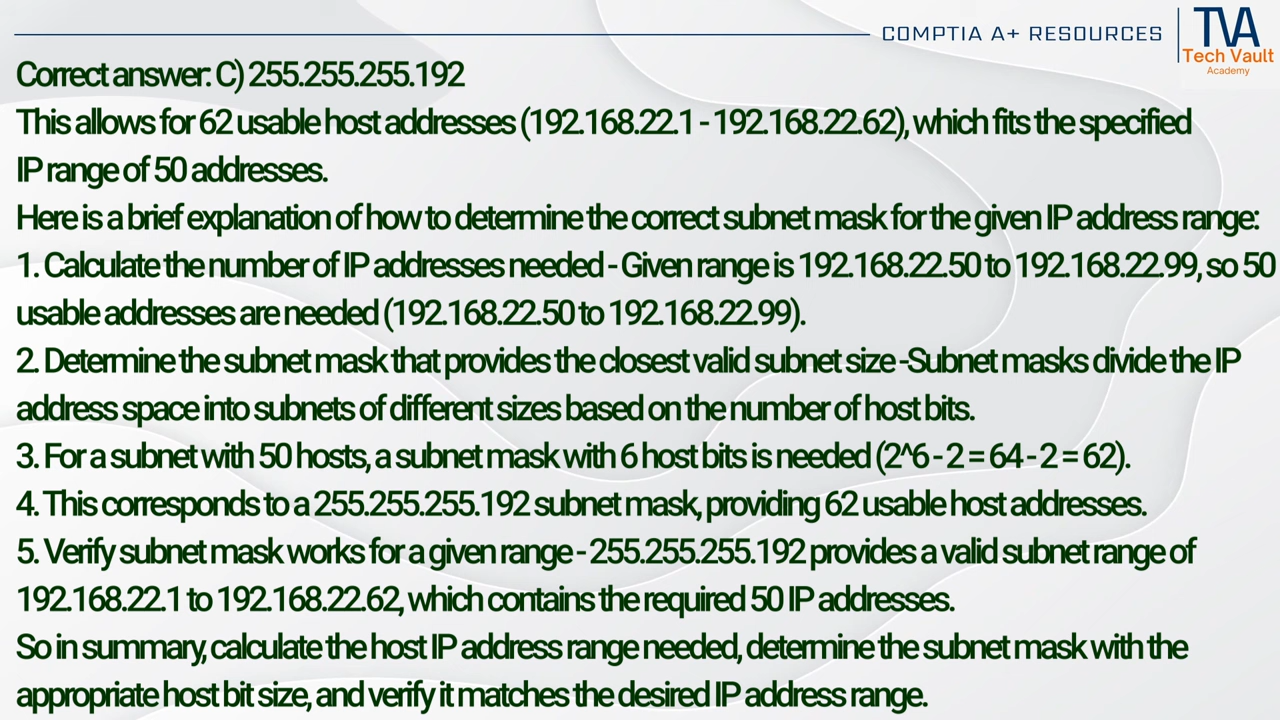 COMPTIA A+ RESOURCES
TVA
Tech Vault
Academy
Correct answer: C) 255.255.255.192
This allows for 62 usable host addresses (192.168.22.1 - 192.168.22.62), which fits the specified
IP range of 50 addresses.
Here is a brief explanation of how to determine the correct subnet mask for the given IP address range:
1. Calculate the number of IP addresses needed - Given range is 192.168.22.50 to 192.168.22.99, so 50
usable addresses are needed (192.168.22.50 to 192.168.22.99).
2. Determine the subnet mask that provides the closest valid subnet size -Subnet masks divide the IP
address space into subnets of different sizes based on the number of host bits.
3. For a subnet with 50 hosts, a subnet mask with 6 host bits is needed (2^6 - 2 = 64 - 2 = 62).
4. This corresponds to a 255.255.255.192 subnet mask, providing 62 usable host addresses.
5. Verify subnet mask works for a given range - 255.255.255.192 provides a valid subnet range of
192.168.22.1 to 192.168.22.62, which contains the required 50 IP addresses.
So in summary, calculate the host IP address range needed, determine the subnet mask with the
appropriate host bit size, and verify it matches the desired IP address range.